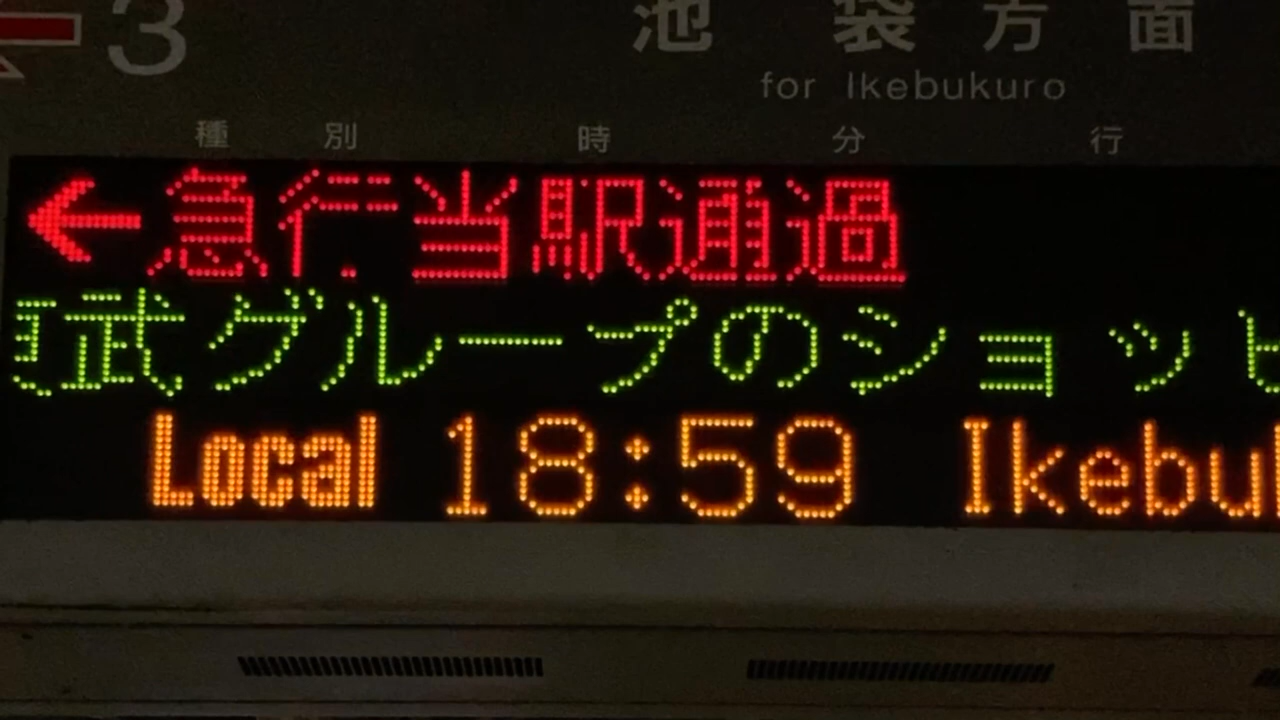 3 池袋方面
for Ikebukuro
種別 時 分 行
←急行当駅通過
武グループのショッ
Local 18:59 Ikebu